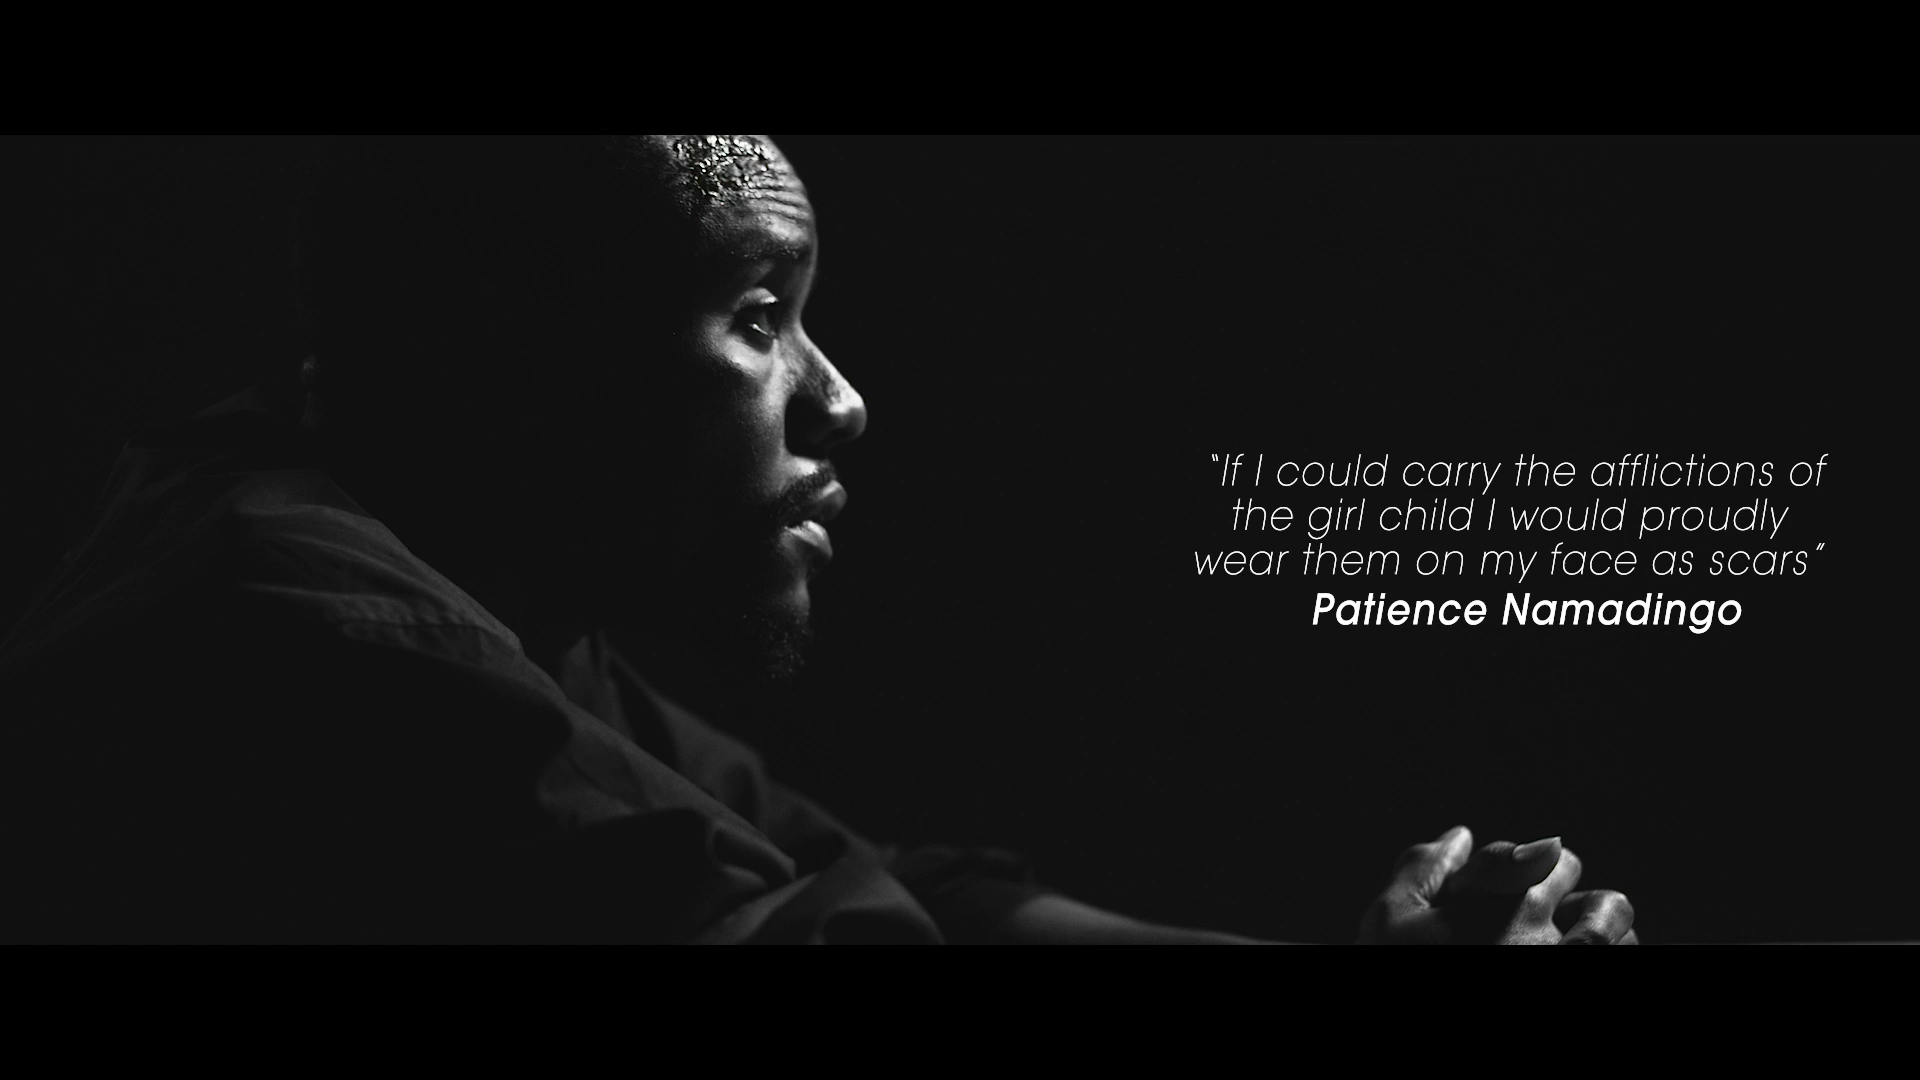 “If I could carry the afflictions of
the girl child I would proudly
wear them on my face as scars”
Patience Namadingo